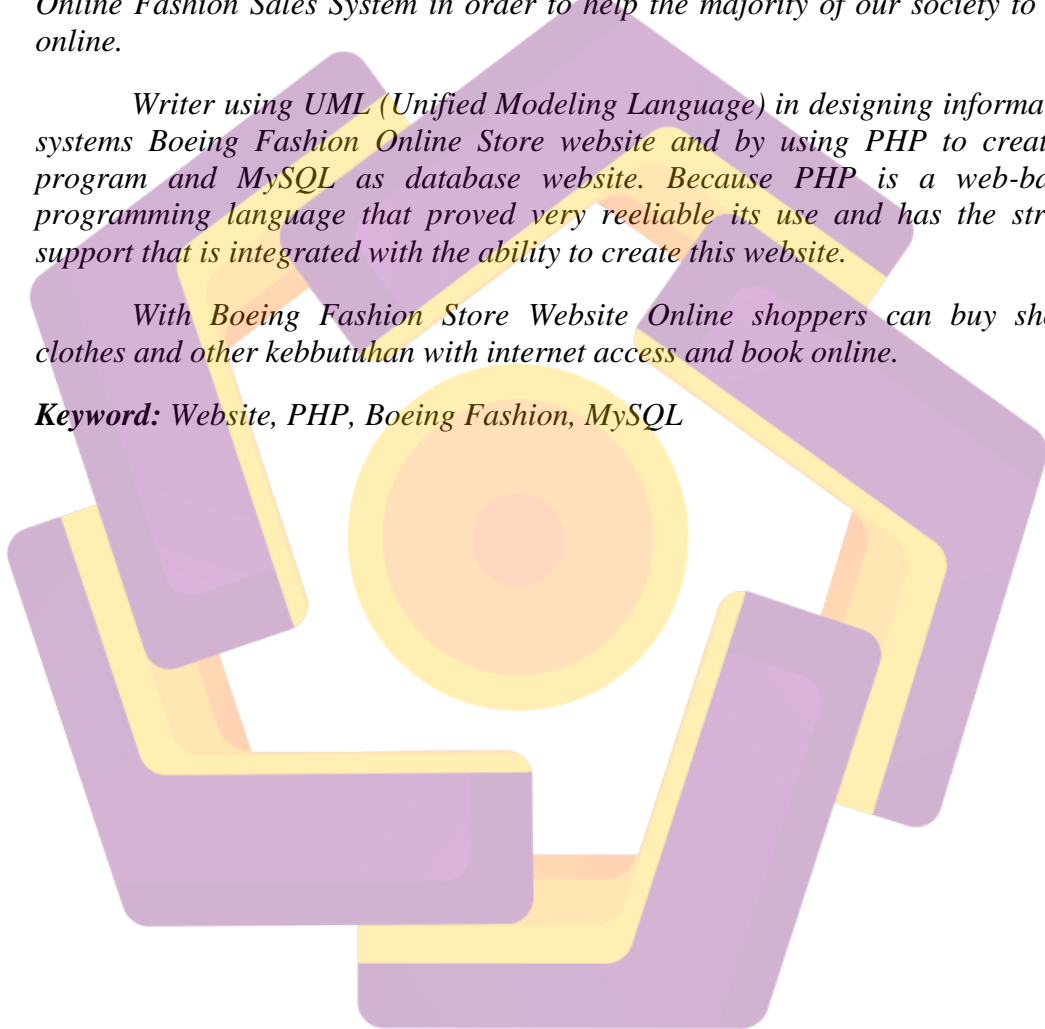 Online Fashion Sales System in order to help the majority of our society to
online.
Writer using UML (Unified Modeling Language) in designing informa
systems Boeing Fashion Online Store website and by using PHP to creat
program and MySQL as database website. Because PHP is a web-ba
programming language that proved very reeliable its use and has the str
support that is integrated with the ability to create this website.
With Boeing Fashion Store Website Online shoppers can buy sh
clothes and other kebbutuhan with internet access and book online.
Keyword: Website, PHP, Boeing Fashion, MySQL